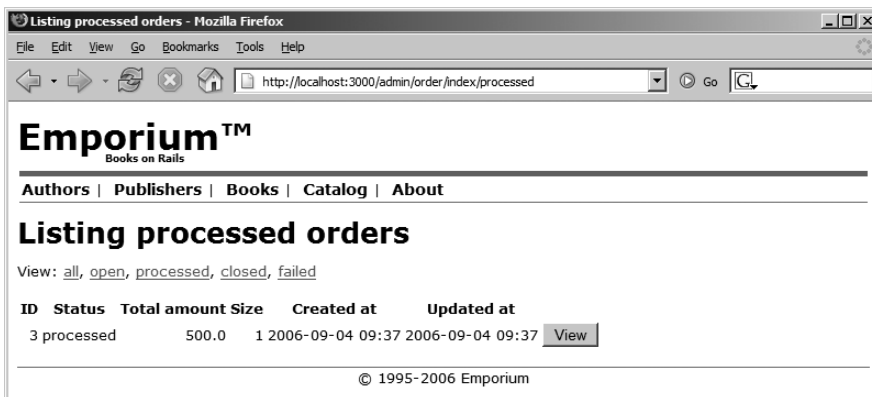 Listing processed orders - Mozilla Firefox
File Edit View Go Bookmarks Tools Help
http://localhost:3000/admin/order/index/processed Go G
Emporium™
Books on Rails
Authors | Publishers | Books | Catalog | About
Listing processed orders
View: all, open, processed, closed, failed
ID Status Total amount Size Created at Updated at
3 processed 500.0 1 2006-09-04 09:37 2006-09-04 09:37 View
© 1995-2006 Emporium